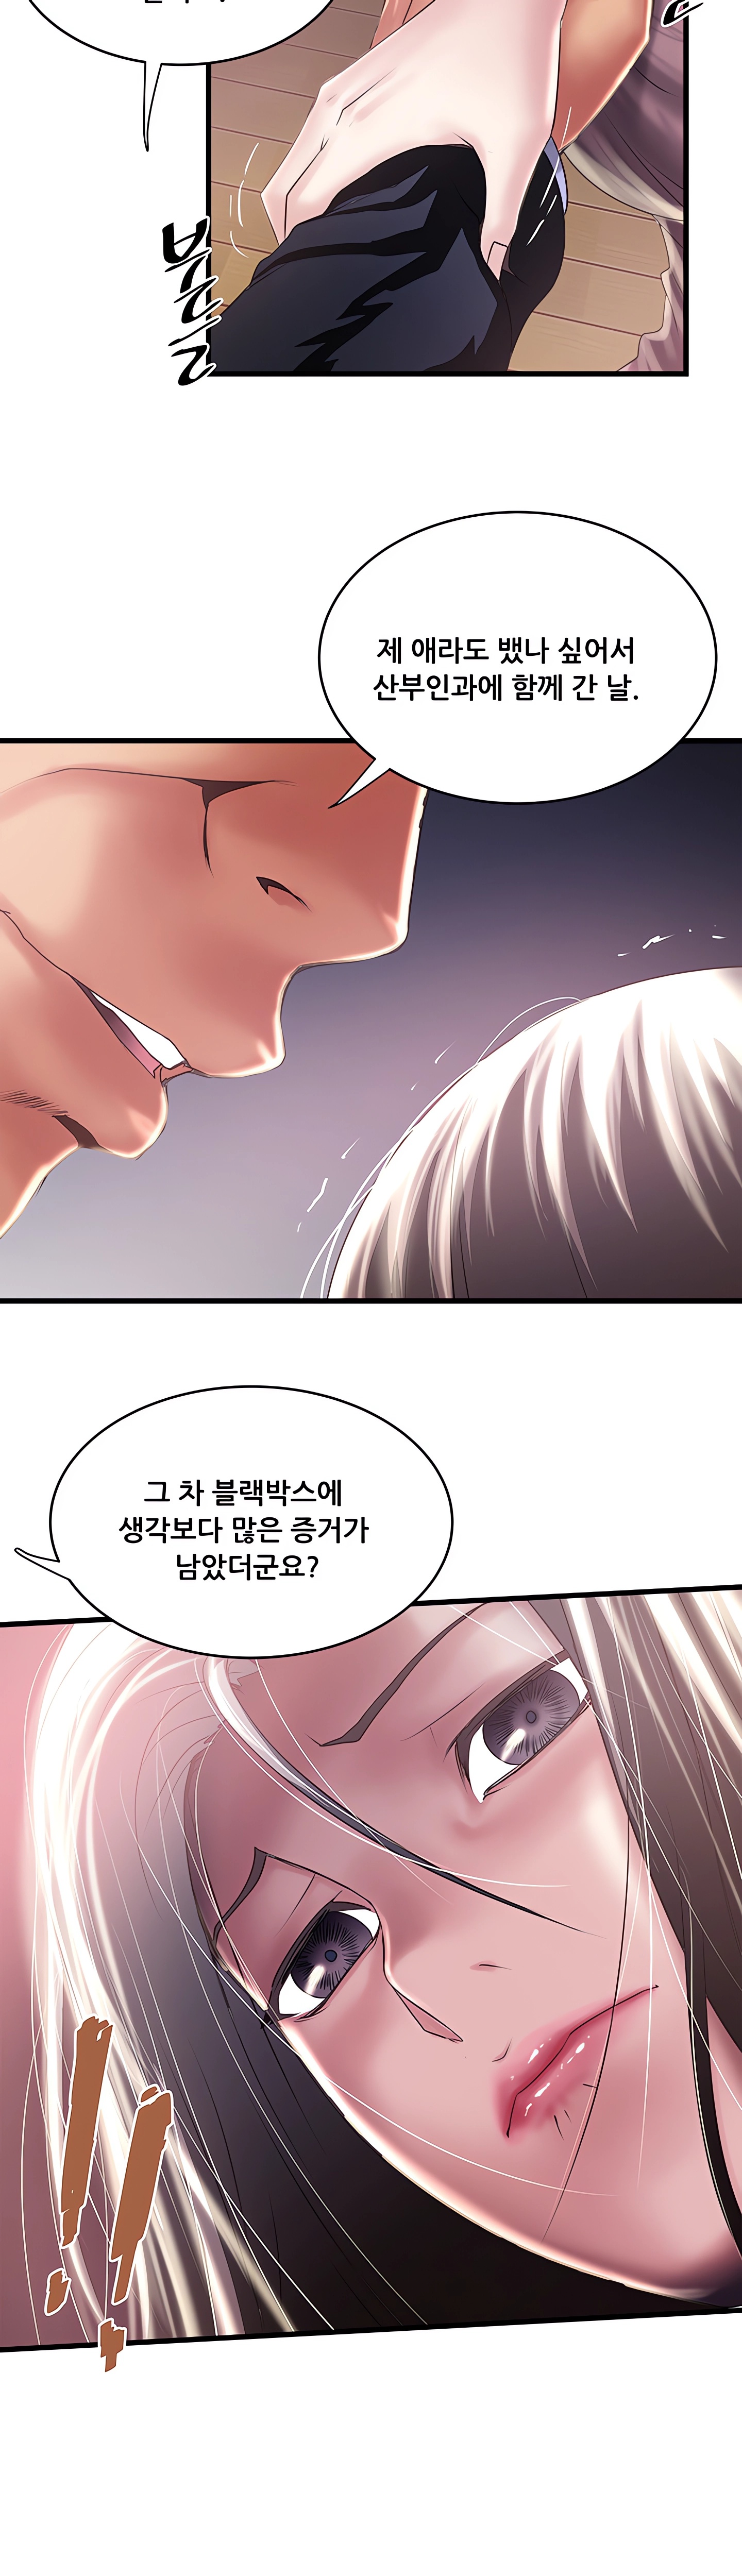 부들
제 애라도 뱄나 싶어서
산부인과에 함께 간 날.
그 차 블랙박스에
생각보다 많은 증거가
남았더군요?